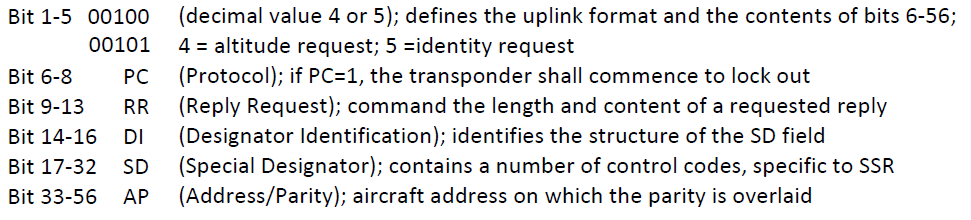 Bit 1-5 00100 (decimal value 4 or 5); defines the uplink format and the contents of bits 6-56;
00101 4 = altitude request; 5 =identity request
Bit 6-8 PC (Protocol); if PC=1, the transponder shall commence to lock out
Bit 9-13 RR (Reply Request); command the length and content of a requested reply
Bit 14-16 DI (Designator Identification); identifies the structure of the SD field
Bit 17-32 SD (Special Designator); contains a number of control codes, specific to SSR
Bit 33-56 AP (Address/Parity); aircraft address on which the parity is overlaid